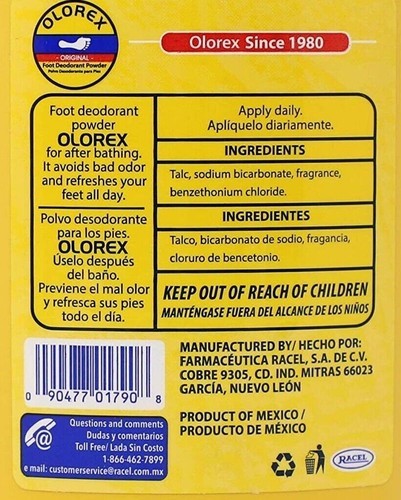 OLOREX
- ORIGINAL -
Foot Deodorant Powder
Polvo Desodorante para Pies
Olorex Since 1980
Foot deodorant
powder
OLOREX
for after bathing.
It avoids bad odor
and refreshes your
feet all day.
Polvo desodorante
para los pies.
OLOREX
Úselo después
del baño.
Previene el mal olor
y refresca sus pies
todo el día.
Apply daily.
Aplíquelo diariamente.
INGREDIENTS
Talc, sodium bicarbonate, fragrance,
benzethonium chloride.
INGREDIENTES
Talco, bicarbonato de sodio, fragancia,
cloruro de bencetonio.
KEEP OUT OF REACH OF CHILDREN
MANTÉNGASE FUERA DEL ALCANCE DE LOS NIÑOS
0 90477 01790 8
Questions and comments
Dudas y comentarios
Toll Free/ Lada Sin Costo
1-866-462-7899
e mail: customerservice@racel.com.mx
MANUFACTURED BY/ HECHO POR:
FARMACÉUTICA RACEL, S.A. DE C.V.
COBRE 9305, CD. IND. MITRAS 66023
GARCÍA, NUEVO LEÓN
PRODUCT OF MEXICO /
PRODUCTO DE MÉXICO
RACEL